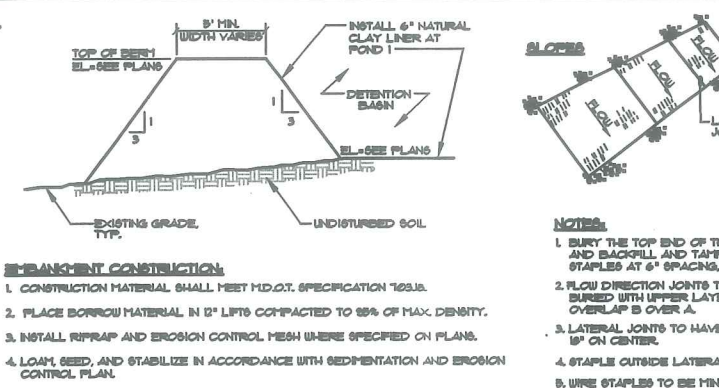 5' MIN.
WIDTH VARIES
TOP OF BERM
EL.=SEE PLANS
INSTALL 6" NATURAL
CLAY LINER AT
POND 1
DETENTION
BASIN
1
3
1
3
EL.=SEE PLANS
EXISTING GRADE,
TYP.
UNDISTURBED SOIL
EMBANKMENT CONSTRUCTION:
1. CONSTRUCTION MATERIAL SHALL MEET M.D.O.T. SPECIFICATION 703.18.
2. PLACE BORROW MATERIAL IN 12" LIFTS COMPACTED TO 95% OF MAX. DENSITY.
3. INSTALL RIPRAP AND EROSION CONTROL MESH WHERE SPECIFIED ON PLANS.
4. LOAM, SEED, AND STABILIZE IN ACCORDANCE WITH SEDIMENTATION AND EROSION
CONTROL PLAN.
SLOPES
FLOW
FLOW
FLOW
NOTES:
1. BURY THE TOP END OF
AND BACKFILL AND
STAPLES AT 6" SPACING,
2. FLOW DIRECTION JOINTS
BURIED WITH UPPER
OVERLAP B OVER A.
3. LATERAL JOINTS TO HAVE
ON CENTER.
4. STAPLE OUTSIDE
5. WIRE STAPLES TO BE